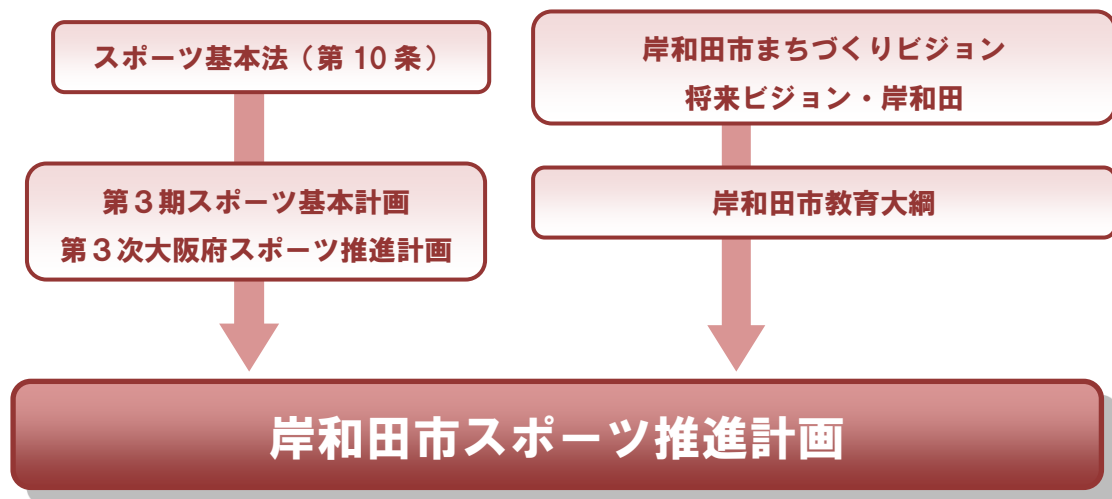 スポーツ基本法（第 10 条）
第３期スポーツ基本計画
第３次大阪府スポーツ推進計画
岸和田市まちづくりビジョン
将来ビジョン・岸和田
岸和田市教育大綱
岸和田市スポーツ推進計画